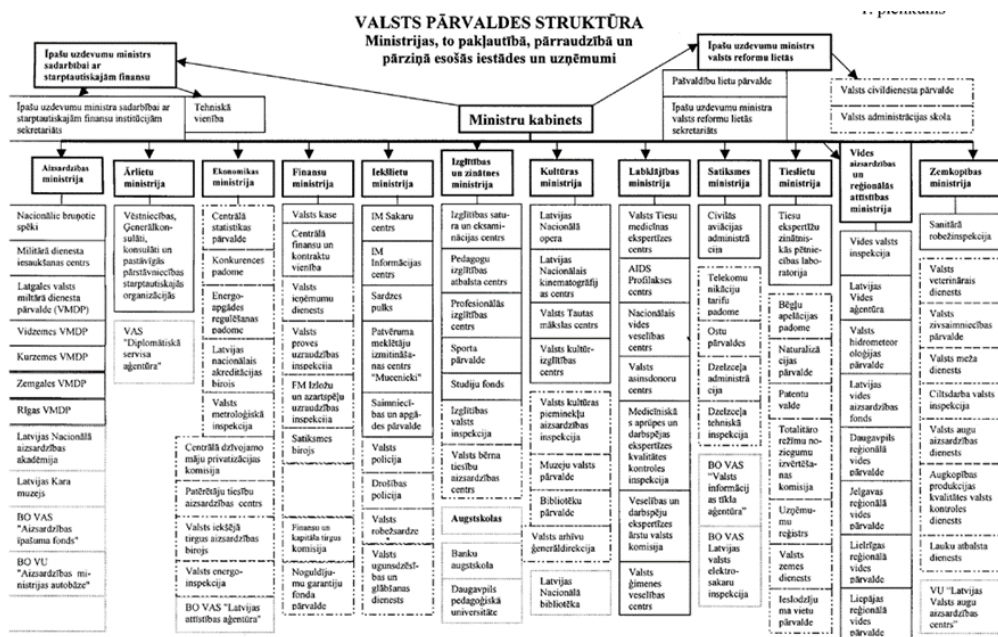 1. pielikums
VALSTS PĀRVALDES STRUKTŪRA
Ministrijas, to pakļautībā, pārraudzībā un
pārziņā esošās iestādes un uzņēmumi
Īpašu uzdevumu ministrs
sadarbībai ar
starptautiskajām finansu
Īpašu uzdevumu ministra sadarbībai ar
starptautiskajām finansu institūcijām
sekretariāts
Tehniskā
vienība
Ministru kabinets
Īpašu uzdevumu ministrs
valsts reformu lietās
Pašvaldību lietu pārvalde
Īpašu uzdevumu ministra
valsts reformu lietās
sekretariāts
Valsts civildienesta pārvalde
Valsts administrācijas skola
Aizsardzības
ministrija
Nacionālie bruņotie
spēki
Militārā dienesta
iesaukšanas centrs
Latgales valsts
miltārā dienesta
pārvalde (VMDP)
Vidzemes VMDP
Kurzemes VMDP
Zemgales VMDP
Rīgas VMDP
Latvijas Nacionālā
aizsardzības
akadēmija
Latvijas Kara
muzejs
BO VAS
"Aizsardzības
īpašuma fonds"
BO VU
"Aizsardzības mi-
nistrijas autobāze"
Ārlietu
ministrija
Vēstniecības,
Ģenerālkon-
sulāti,
konsulāti un
pastāvīgās
pārstāvniecības
starptautiskajās
organizācijās
VAS
"Diplomātiskā
servisa
aģentūra"
Ekonomikas
ministrija
Centrālā
statistikas
pārvalde
Konkurences
padome
Energo-
apgādes
regulēšanas
padome
Latvijas
nacionālais
akreditācijas
birojs
Valsts
metroloģiskā
inspekcija
Centrālā dzīvojamo
māju privatizācijas
komisija
Patērētāju tiesību
aizsardzības centrs
Valsts iekšējā
tirgus aizsardzības
birojs
Valsts energo-
inspekcija
BO VAS "Latvijas
attīstības aģentūra"
Finansu
ministrija
Valsts kase
Centrālā
finansu un
kontraktu
vienība
Valsts
ieņēmumu
dienests
Valsts
proves
uzraudzības
inspekcija
FM Izložu
un azartspēļu
uzraudzības
inspekcija
Satiksmes
birojs
Finansu un
kapitāla tirgus
komisija
Noguldīju-
mu garantiju
fonda
pārvalde
Iekšlietu
ministrija
IM Sakaru
centrs
IM
Informācijas
centrs
Sardzes
pulks
Patvēruma
meklētāju
izmitināša-
nas centrs
"Mucenieki"
Saimniecī-
bas un apgā-
des pārvalde
Valsts
policija
Drošības
policija
Valsts
robežsardze
Valsts
ugunsdzēsī-
bas un
glābšanas
dienests
Izglītības
un zinātnes
ministrija
Izglītības satu-
ra un eksami-
nācijas centrs
Pedagogu
izglītības
atbalsta centrs
Profesionālās
izglītības
centrs
Sporta
pārvalde
Studiju fonds
Izglītības
valsts
inspekcija
Valsts bērna
tiesību
aizsardzības
centrs
Augstskolas
Banku
augstskola
Daugavpils
pedagoģiskā
universitāte
Kultūras
ministrija
Latvijas
Nacionālā
opera
Latvijas
Nacionālais
kinematogrāfij
as centrs
Valsts Tautas
mākslas centrs
Valsts kultūr-
izglītības
centrs
Valsts kultūras
pieminekļu
aizsardzības
inspekcija
Muzeju valsts
pārvalde
Bibliotēku
pārvalde
Valsts arhīvu
ģenerāldirekcija
Latvijas
Nacionālā
bibliotēka
Labklājības
ministrija
Valsts Tiesu
medicīnas
ekspertīzes
centrs
AIDS
Profilakses
centrs
Nacionālais
vides
veselības
centrs
Valsts
asinsdonoru
centrs
Medicīniskā
s aprūpes un
darbspējas
ekspertīzes
kvalitātes
kontroles
inspekcija
Veselības un
darbspēju
ekspertīzes
ārstu valsts
komisija
Valsts
ģimenes
veselības
centrs
Satiksmes
ministrija
Civilās
aviācijas
administrā
cija
Telekomu
nikāciju
tarifu
padome
Ostu
pārvaldes
Dzelzceļa
administrā
cija
Dzelzceļa
tehniskā
inspekcija
BO VAS
"Valsts
informācij
as tīkla
aģentūra"
BO VAS
Latvijas
valsts
elektro-
sakaru
inspekcija
Tieslietu
ministrija
Tiesu
ekspertīžu
zinātnis-
kās pētnie-
cības labo-
ratorija
Bēgļu
apelācijas
padome
Naturalizā
cijas pār-
valde
Patentu
valde
Totalitāro
režīmu no-
ziegumu
izvērtēša-
nas
komisija
Uzņēmu-
mu
reģistrs
Valsts
zemes
dienests
Ieslodzīju
ma vietu
pārvalde
Vides
aizsardzības
un
reģionālās
attīstības
ministrija
Vides valsts
inspekcija
Latvijas
Vides
aģentūra
Valsts
hidrometeor
oloģijas
pārvalde
Latvijas
vides
aizsardzības
fonds
Daugavpils
reģionālā
vides
pārvalde
Jelgavas
reģionālā
vides
pārvalde
Lielrīgas
reģionālā
vides
pārvalde
Liepājas
reģionālā
vides
pārvalde
Zemkopības
ministrija
Sanitārā
robežinspekcija
Valsts
veterinārais
dienests
Valsts
zivsaimniecības
pārvalde
Valsts meža
dienests
Ciltsdarba valsts
inspekcija
Valsts augu
aizsardzības
dienests
Augkopības
produkcijas
kvalitātes valsts
kontroles
dienests
Lauku atbalsta
dienests
VU "Latvijas
Valsts augu
aizsardzības
centrs"